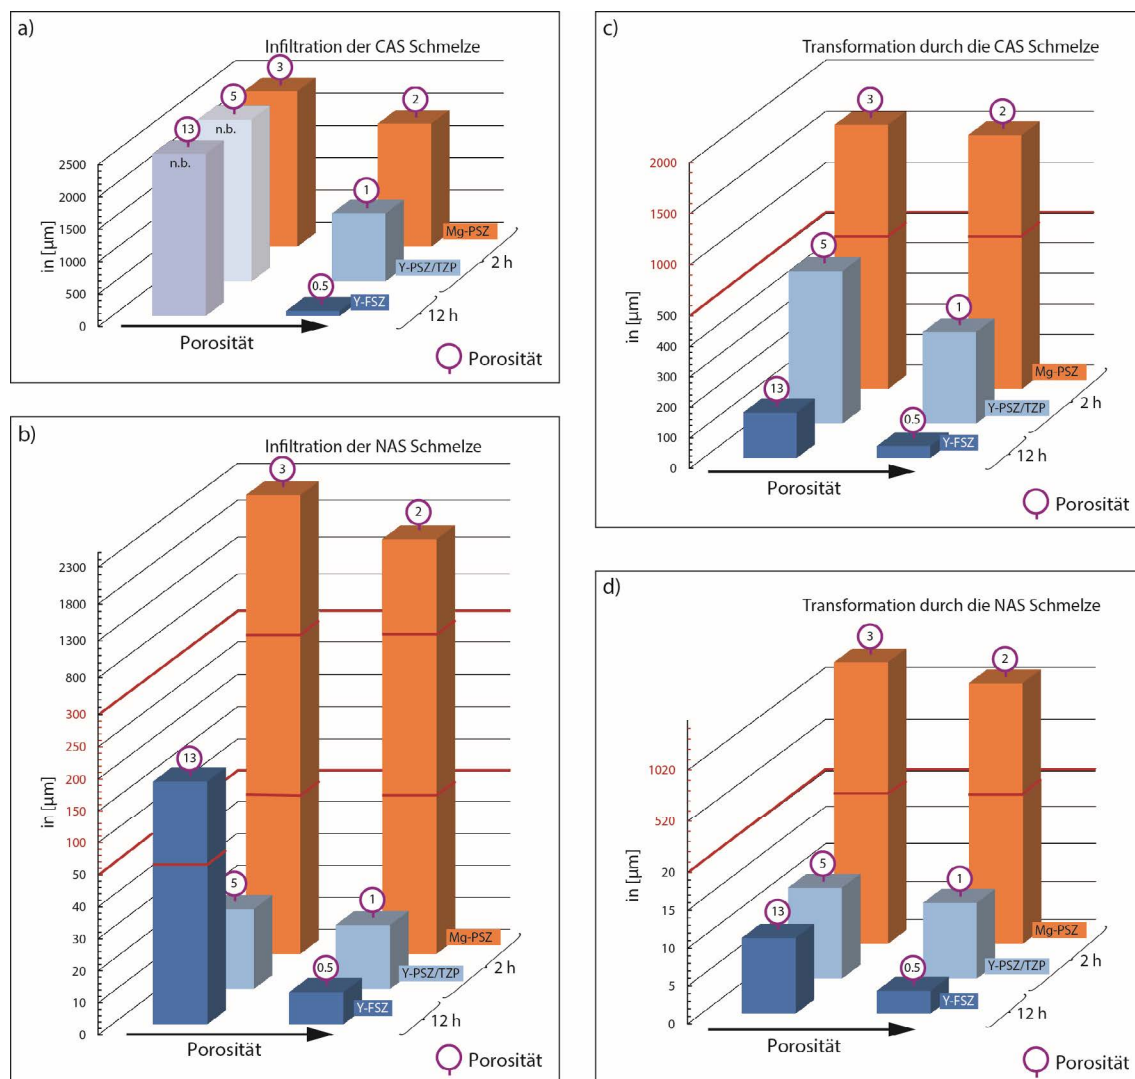 a)
Infiltration der CAS Schmelze
3
5
2
13
n.b.
n.b.
2500
2000
1
1500
1000
Mg-PSZ
500
Y-PSZ/TZP
2 h
0.5
Y-FSZ
0
12 h
in [µm]
Porosität
Porosität
b)
Infiltration der NAS Schmelze
3
2
2300
1800
1300
800
300
250
13
200
150
100
50
5
1
40
30
Mg-PSZ
20
Y-PSZ/TZP
2 h
0.5
10
Y-FSZ
12 h
0
in [µm]
Porosität
Porosität
c)
Transformation durch die CAS Schmelze
3
2
2000
1500
5
1000
500
1
400
300
13
Mg-PSZ
200
Y-PSZ/TZP
2 h
0.5
100
Y-FSZ
12 h
0
in [µm]
Porosität
Porosität
d)
Transformation durch die NAS Schmelze
3
2
1020
520
20
5
1
15
13
Mg-PSZ
10
Y-PSZ/TZP
2 h
0.5
5
Y-FSZ
12 h
0
in [µm]
Porosität
Porosität